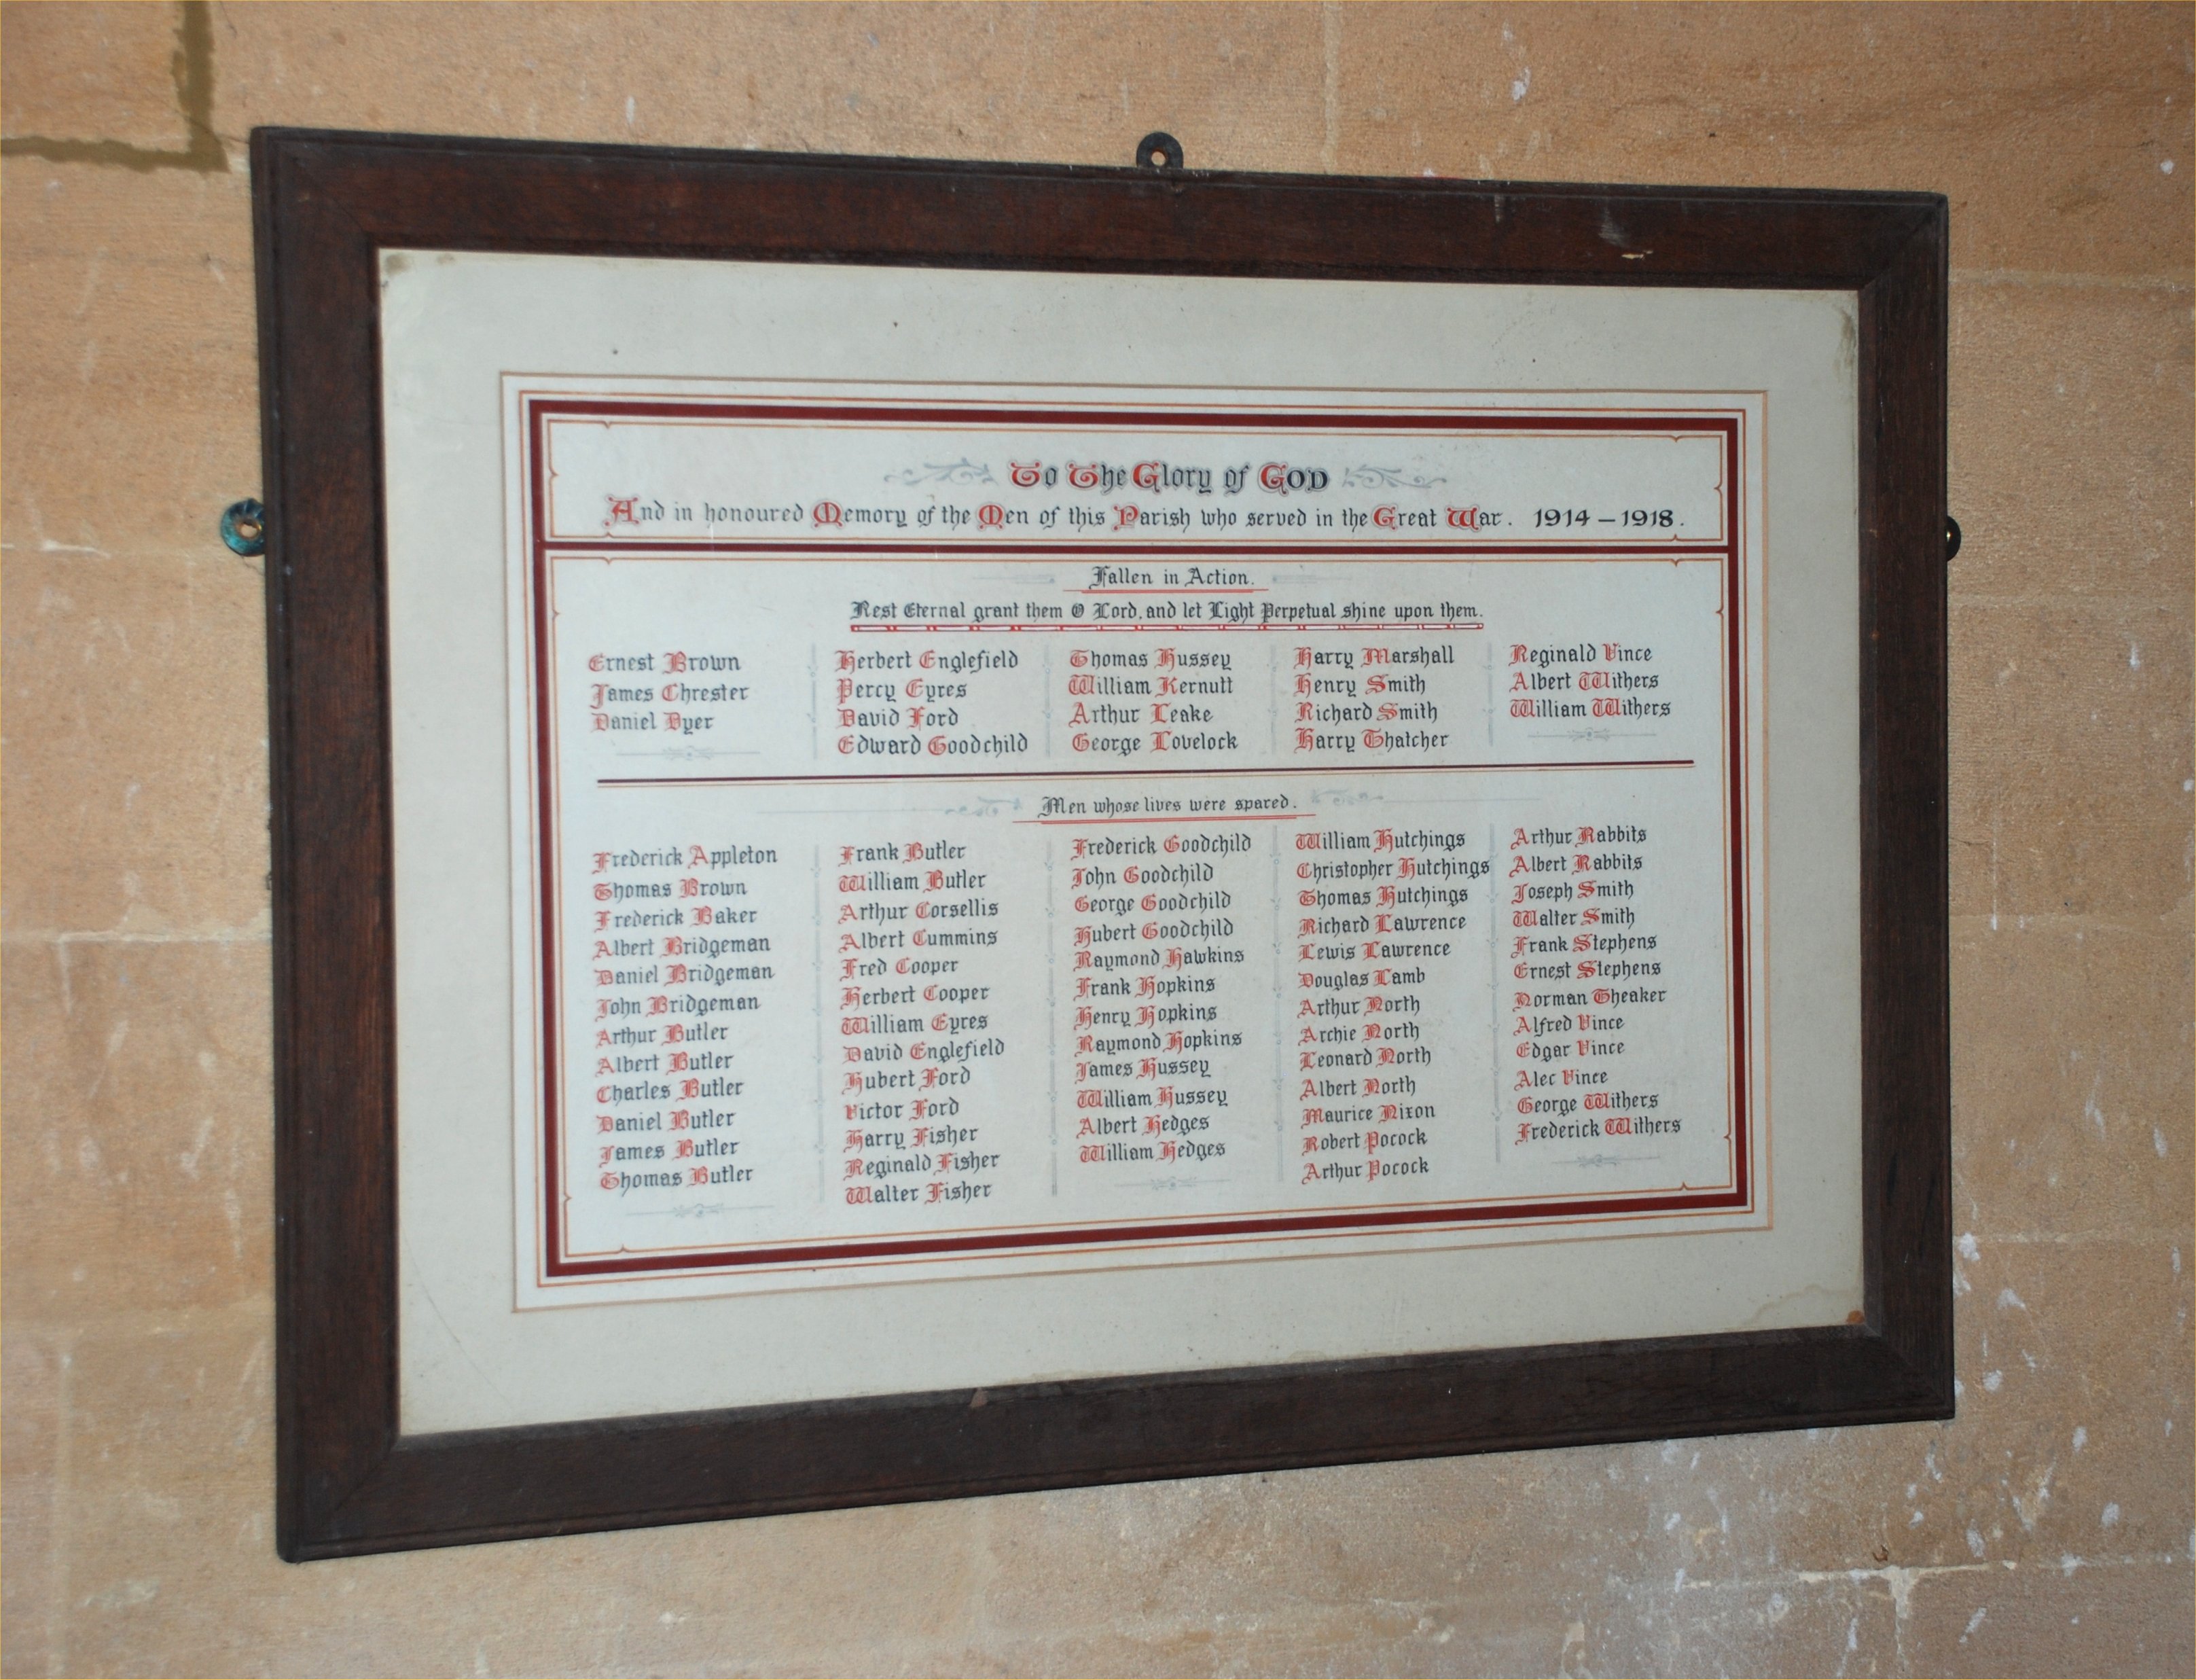 To The Glory of GOD
And in honoured Memory of the Men of this Parish who served in the Great War. 1914 – 1918.
Fallen in Action.
Rest Eternal grant them O Lord, and let Light Perpetual shine upon them.
Ernest Brown
James Chrester
Daniel Dyer
Herbert Englefield
Percy Eyres
David Ford
Edward Goodchild
Thomas Hussey
William Kernutt
Arthur Leake
George Lovelock
Harry Marshall
Henry Smith
Richard Smith
Harry Thatcher
Reginald Vince
Albert Withers
William Withers
Men whose lives were spared.
Frederick Appleton
Thomas Brown
Frederick Baker
Albert Bridgeman
Daniel Bridgeman
John Bridgeman
Arthur Butler
Albert Butler
Charles Butler
Daniel Butler
James Butler
Thomas Butler
Frank Butler
William Butler
Arthur Corsellis
Albert Cummins
Fred Cooper
Herbert Cooper
William Eyres
David Englefield
Hubert Ford
Victor Ford
Harry Fisher
Reginald Fisher
Walter Fisher
Frederick Goodchild
John Goodchild
George Goodchild
Hubert Goodchild
Raymond Hawkins
Frank Hopkins
Henry Hopkins
Raymond Hopkins
James Hussey
William Hussey
Albert Hedges
William Hedges
William Hutchings
Christopher Hutchings
Thomas Hutchings
Richard Lawrence
Lewis Lawrence
Douglas Lamb
Arthur North
Archie North
Leonard North
Albert North
Maurice Nixon
Robert Pocock
Arthur Pocock
Arthur Rabbits
Albert Rabbits
Joseph Smith
Walter Smith
Frank Stephens
Ernest Stephens
Norman Theaker
Alfred Vince
Edgar Vince
Alec Vince
George Withers
Frederick Withers